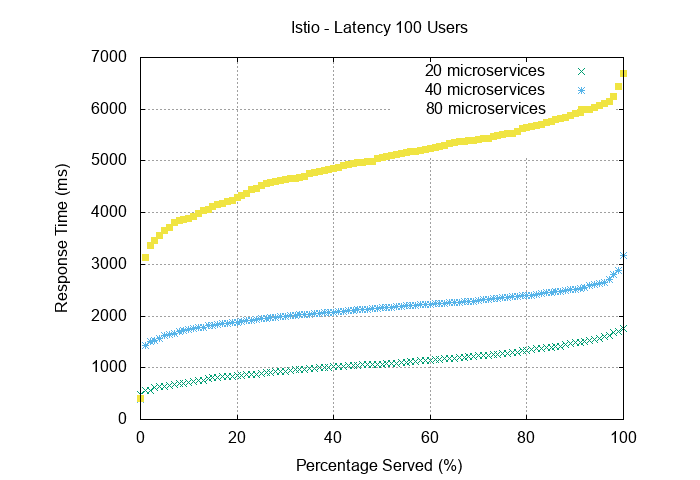 Istio - Latency 100 Users
7000
6000
5000
4000
3000
2000
1000
0
Response Time (ms)
20 microservices
40 microservices
80 microservices
0 20 40 60 80 100
Percentage Served (%)